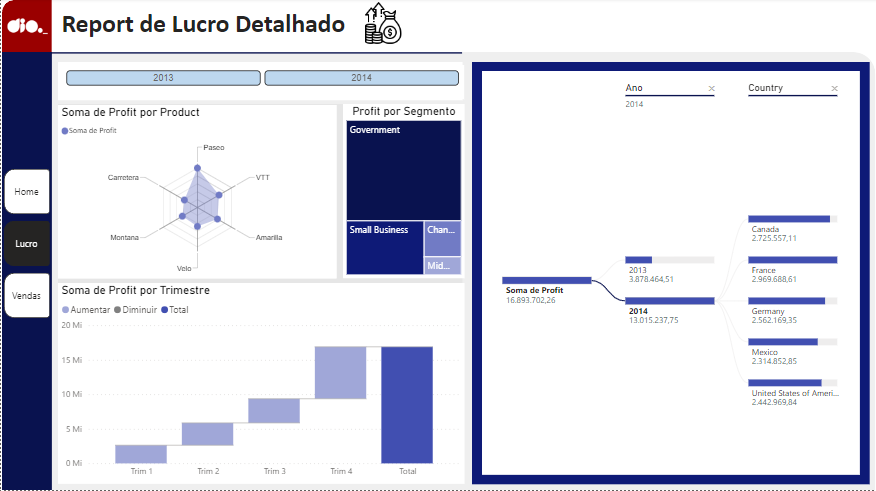 dio._
Report de Lucro Detalhado
Home
Lucro
Vendas
2013
2014
Soma de Profit por Product
Soma de Profit
Paseo
VTT
Amarilla
Velo
Montana
Carretera
Profit por Segmento
Government
Small Business
Chan...
Mid...
Soma de Profit por Trimestre
Aumentar
Diminuir
Total
20 Mi
15 Mi
10 Mi
5 Mi
0 Mi
Trim 1
Trim 2
Trim 3
Trim 4
Total
Ano
2014
Country
Soma de Profit
16.893.702,26
2013
3.878.464,51
2014
13.015.237,75
Canada
2.725.557,11
France
2.969.688,61
Germany
2.562.169,35
Mexico
2.314.852,85
United States of Ameri...
2.442.969,84